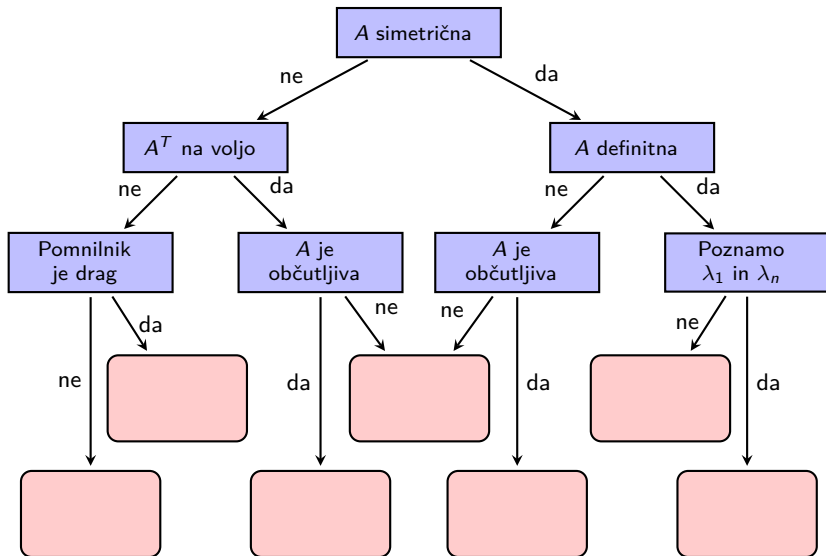 A simetrična
ne
da
A^T na voljo
A definitna
ne
da
ne
da
Pomnilnik
je drag
A je
občutljiva
A je
občutljiva
Poznamo
λ₁ in λₙ
da
ne
ne
ne
ne
da
da
da